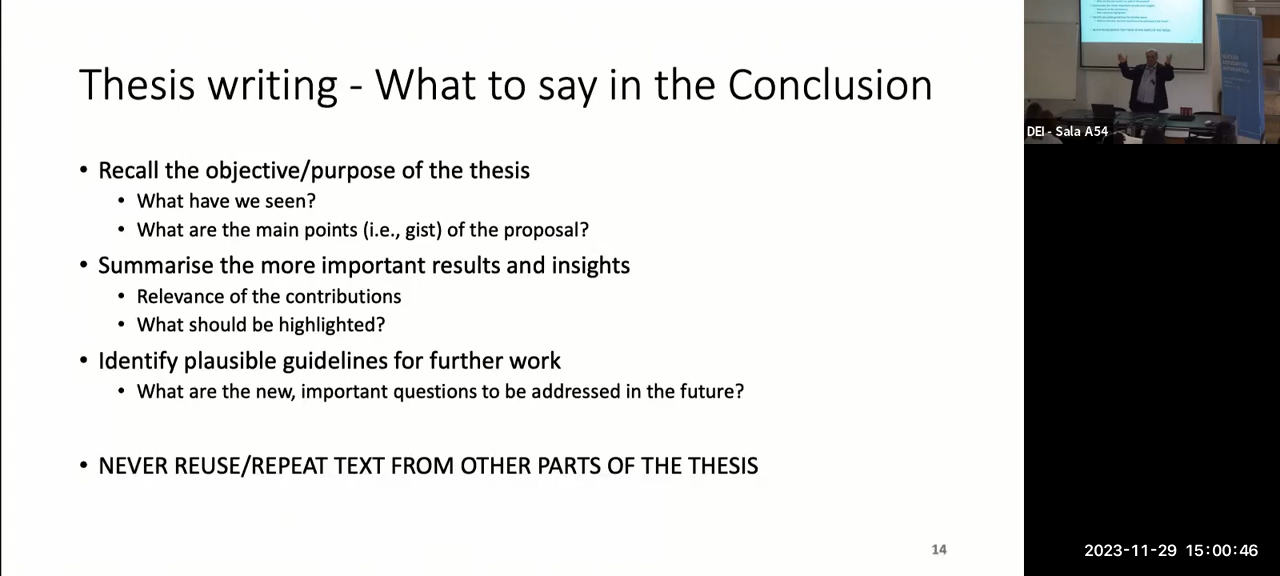 Thesis writing - What to say in the Conclusion
• Recall the objective/purpose of the thesis
• What have we seen?
• What are the main points (i.e., gist) of the proposal?
• Summarise the more important results and insights
• Relevance of the contributions
• What should be highlighted?
• Identify plausible guidelines for further work
• What are the new, important questions to be addressed in the future?
• NEVER REUSE/REPEAT TEXT FROM OTHER PARTS OF THE THESIS
14
DEI - Sala A54
2023-11-29 15:00:46